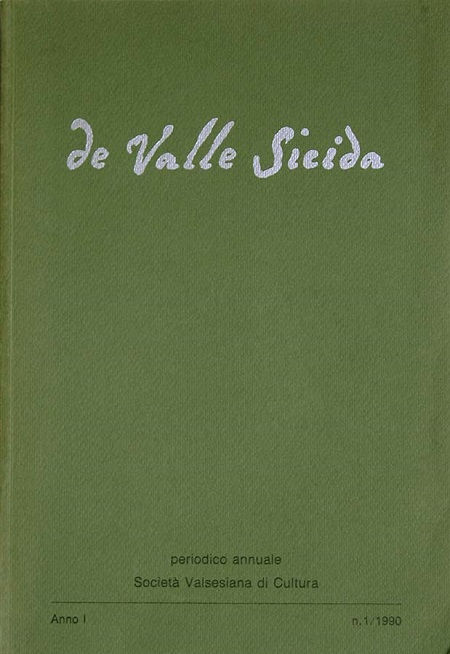 de Valle Sicida
periodico annuale
Società Valsesiana di Cultura
Anno I
n.1/1990